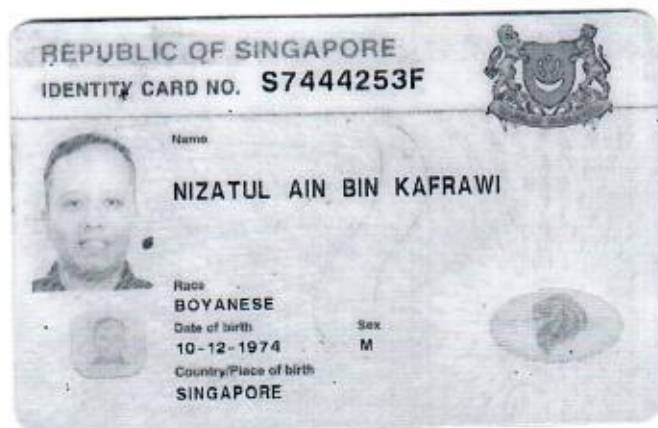 REPUBLIC OF SINGAPORE
IDENTITY CARD NO. S7444253F
Name
NIZATUL AIN BIN KAFRAWI
Race
BOYANESE
Date of birth Sex
10-12-1974 M
Country/Place of birth
SINGAPORE